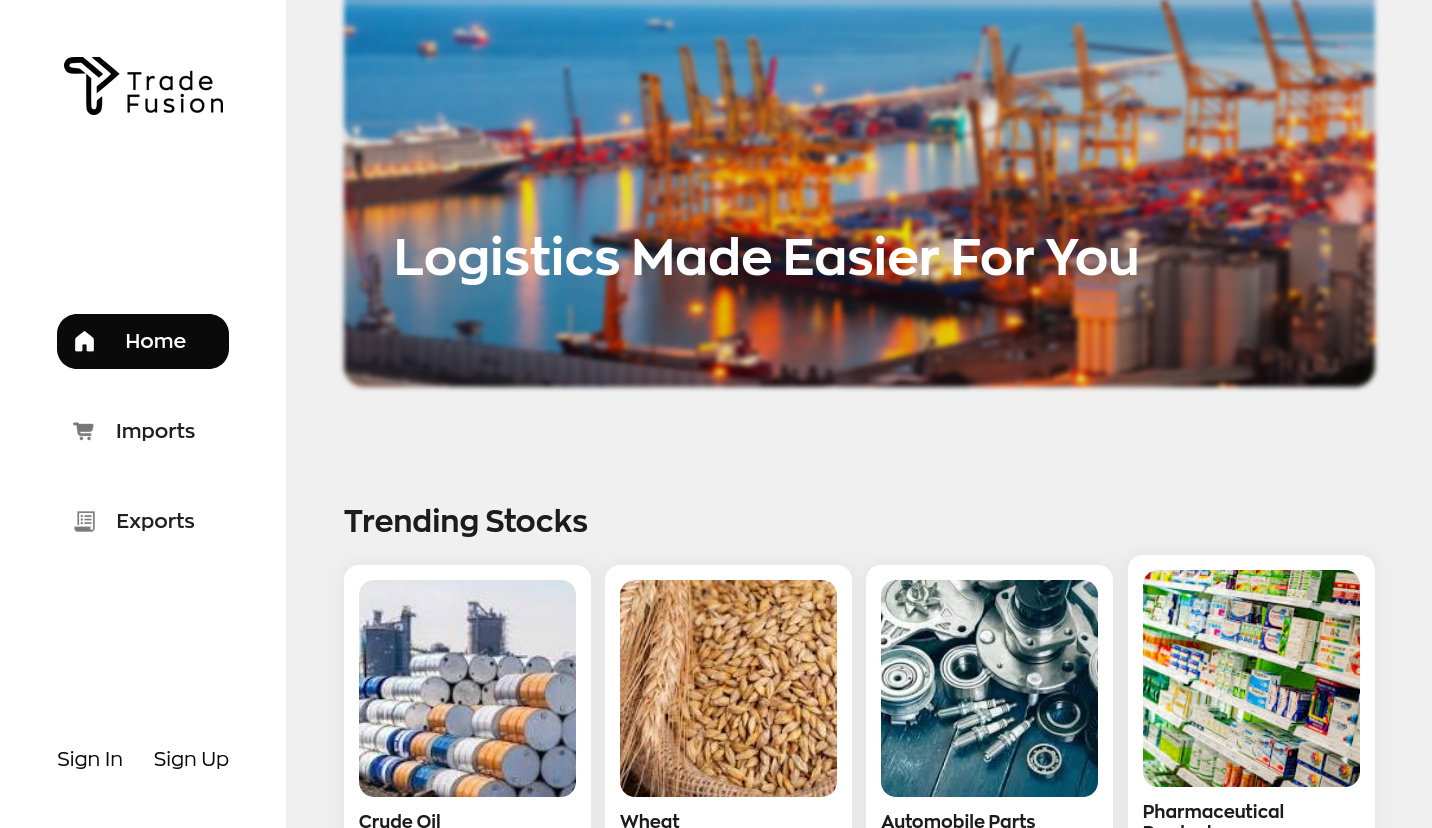 Trade
Fusion
Home
Imports
Exports
Sign In
Sign Up
Logistics Made Easier For You
Trending Stocks
Crude Oil
Wheat
Automobile Parts
Pharmaceutical